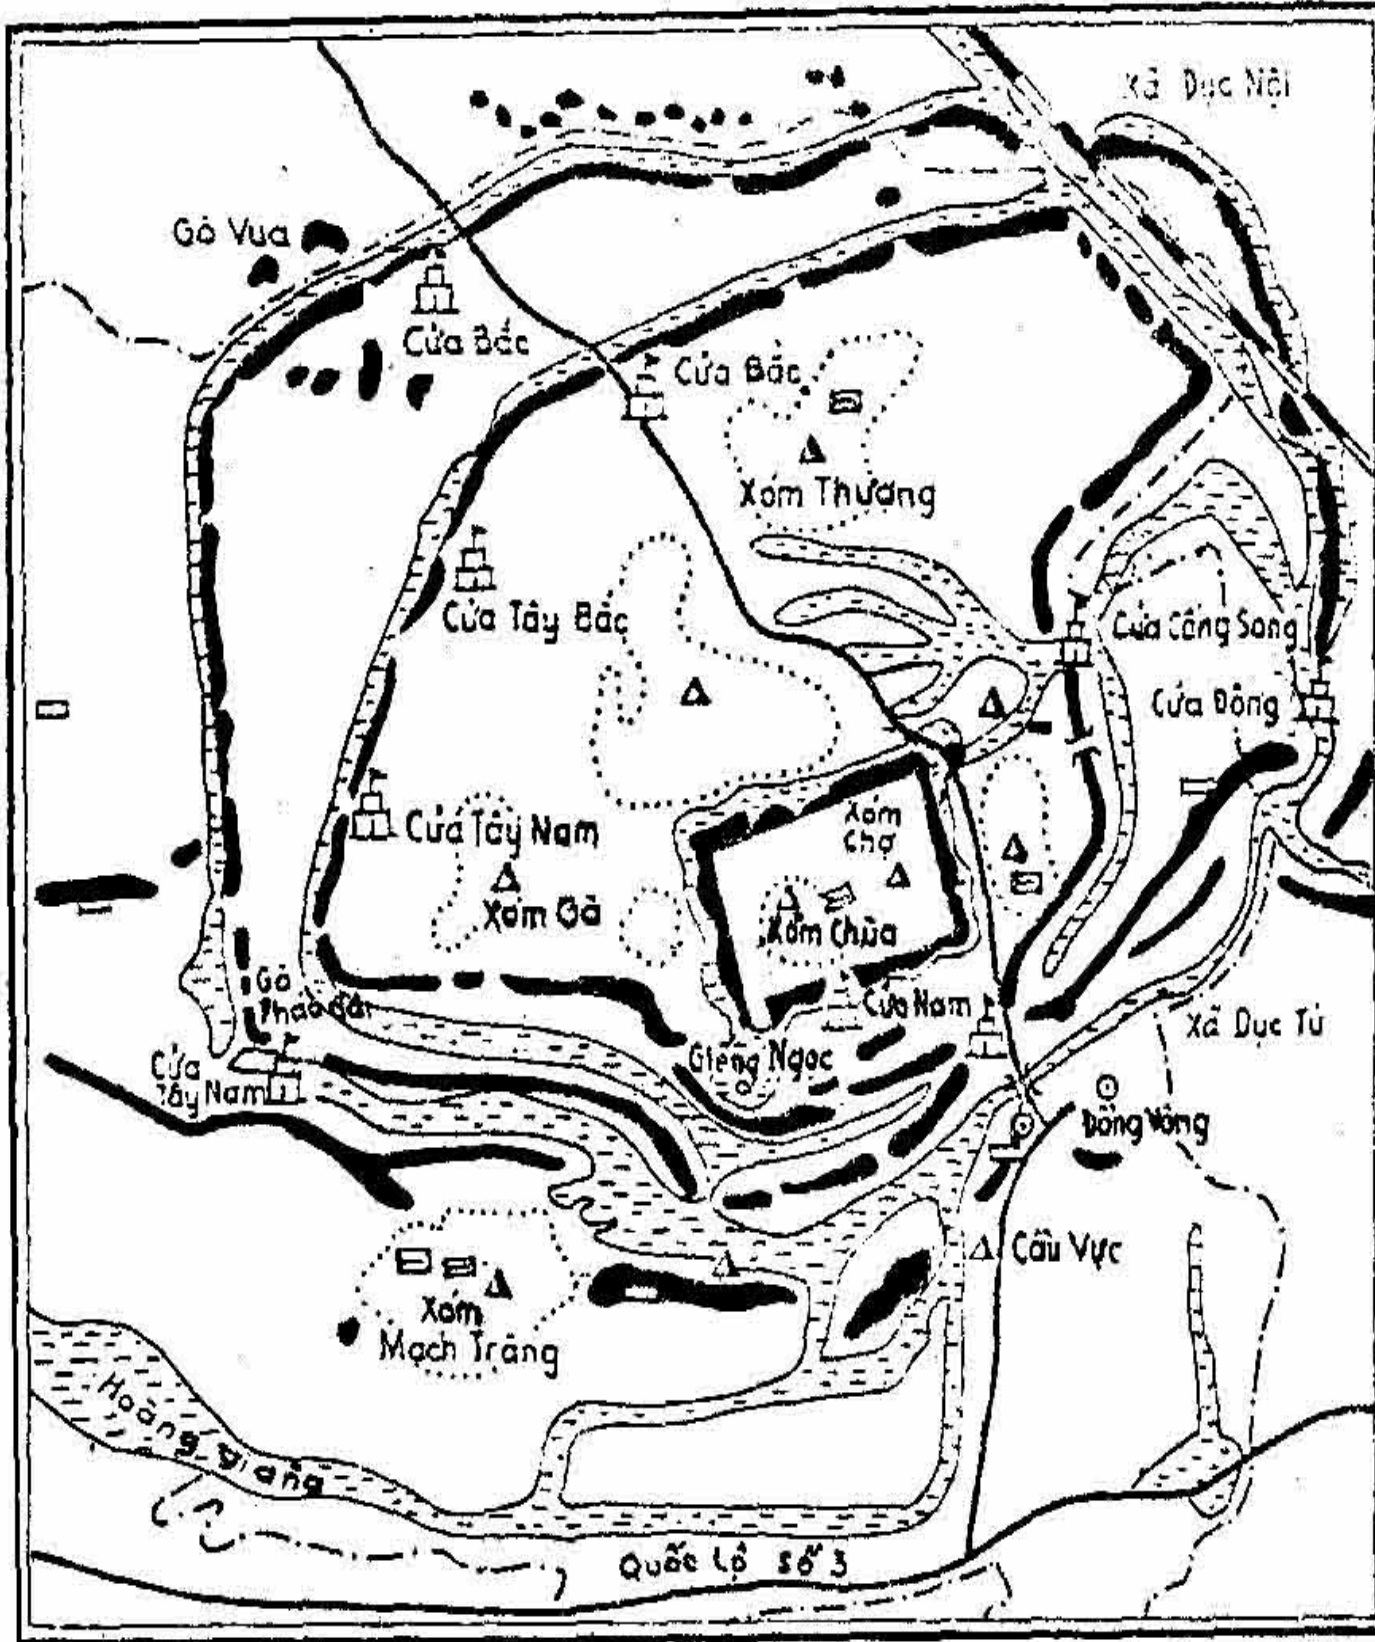 Xã Dục Nội
Gò Vua
Cửa Bắc
Cửa Bắc
Xóm Thượng
Cửa Tây Bắc
Cửa Cống Song
Cửa Đông
Xóm
Chợ
Cửa Tây Nam
Xóm Gà
Xóm Chùa
Gò
Pháo Đài
Cửa Nam
Xã Dục Tú
Giếng Ngọc
Cửa
Tây Nam
Đống Vông
Cầu Vực
Xóm
Mạch Tràng
Hoàng Giang
Quốc lộ số 3